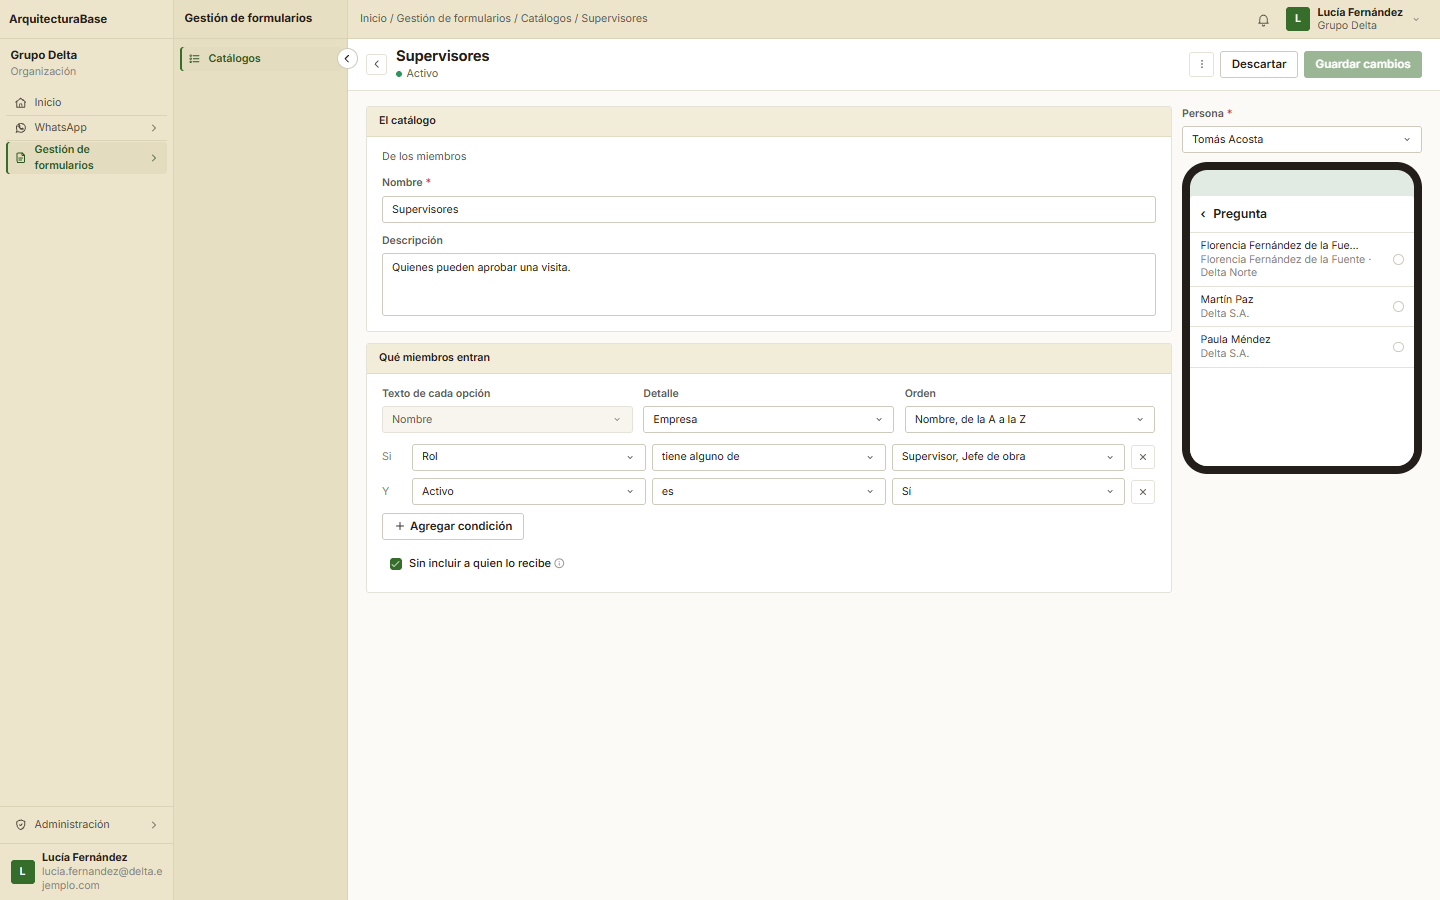 ArquitecturaBase
Grupo Delta
Organización
Inicio
WhatsApp
Gestión de
formularios
Administración
Lucía Fernández
L
lucia.fernandez@delta.e
jemplo.com
Gestión de formularios
Catálogos
Inicio / Gestión de formularios / Catálogos / Supervisores
L
Lucía Fernández
Grupo Delta
Supervisores
Activo
Descartar
Guardar cambios
El catálogo
De los miembros
Nombre *
Supervisores
Descripción
Quienes pueden aprobar una visita.
Qué miembros entran
Texto de cada opción
Detalle
Orden
Nombre
Empresa
Nombre, de la A a la Z
Si
Rol
tiene alguno de
Supervisor, Jefe de obra
Y
Activo
es
Sí
Agregar condición
Sin incluir a quien lo recibe
Persona *
Tomás Acosta
Pregunta
Florencia Fernández de la Fue...
Florencia Fernández de la Fuente ·
Delta Norte
Martín Paz
Delta S.A.
Paula Méndez
Delta S.A.